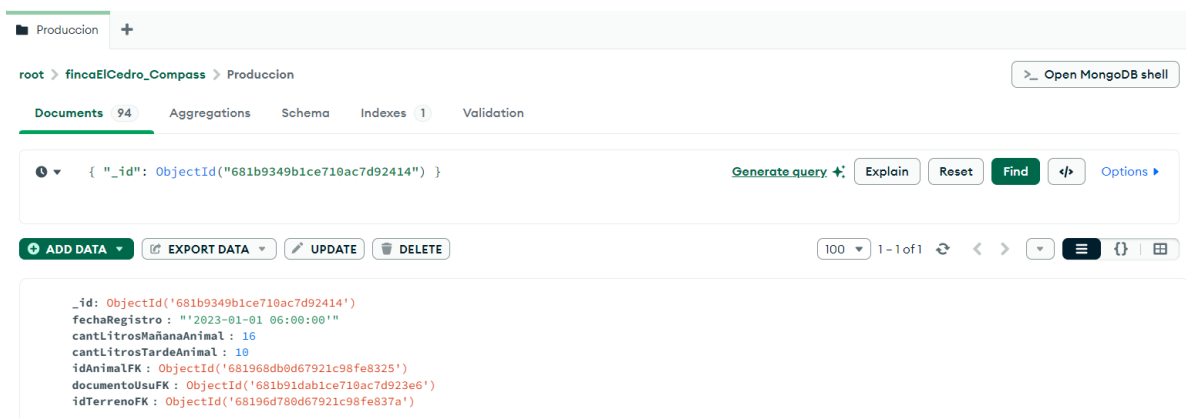 Produccion +
root > fincaElCedro_Compass > Produccion
>_ Open MongoDB shell
Documents 94 Aggregations Schema Indexes 1 Validation
{ "_id": ObjectId("681b9349b1ce710ac7d92414") }
Generate query Explain Reset Find </> Options
ADD DATA EXPORT DATA UPDATE DELETE
100 1 – 1 of 1 < > {}
_id: ObjectId('681b9349b1ce710ac7d92414')
fechaRegistro : "'2023-01-01 06:00:00'"
cantLitrosMañanaAnimal : 16
cantLitrosTardeAnimal : 10
idAnimalFK : ObjectId('681968db0d67921c98fe8325')
documentoUsuFK : ObjectId('681b91dab1ce710ac7d923e6')
idTerrenoFK : ObjectId('68196d780d67921c98fe837a')